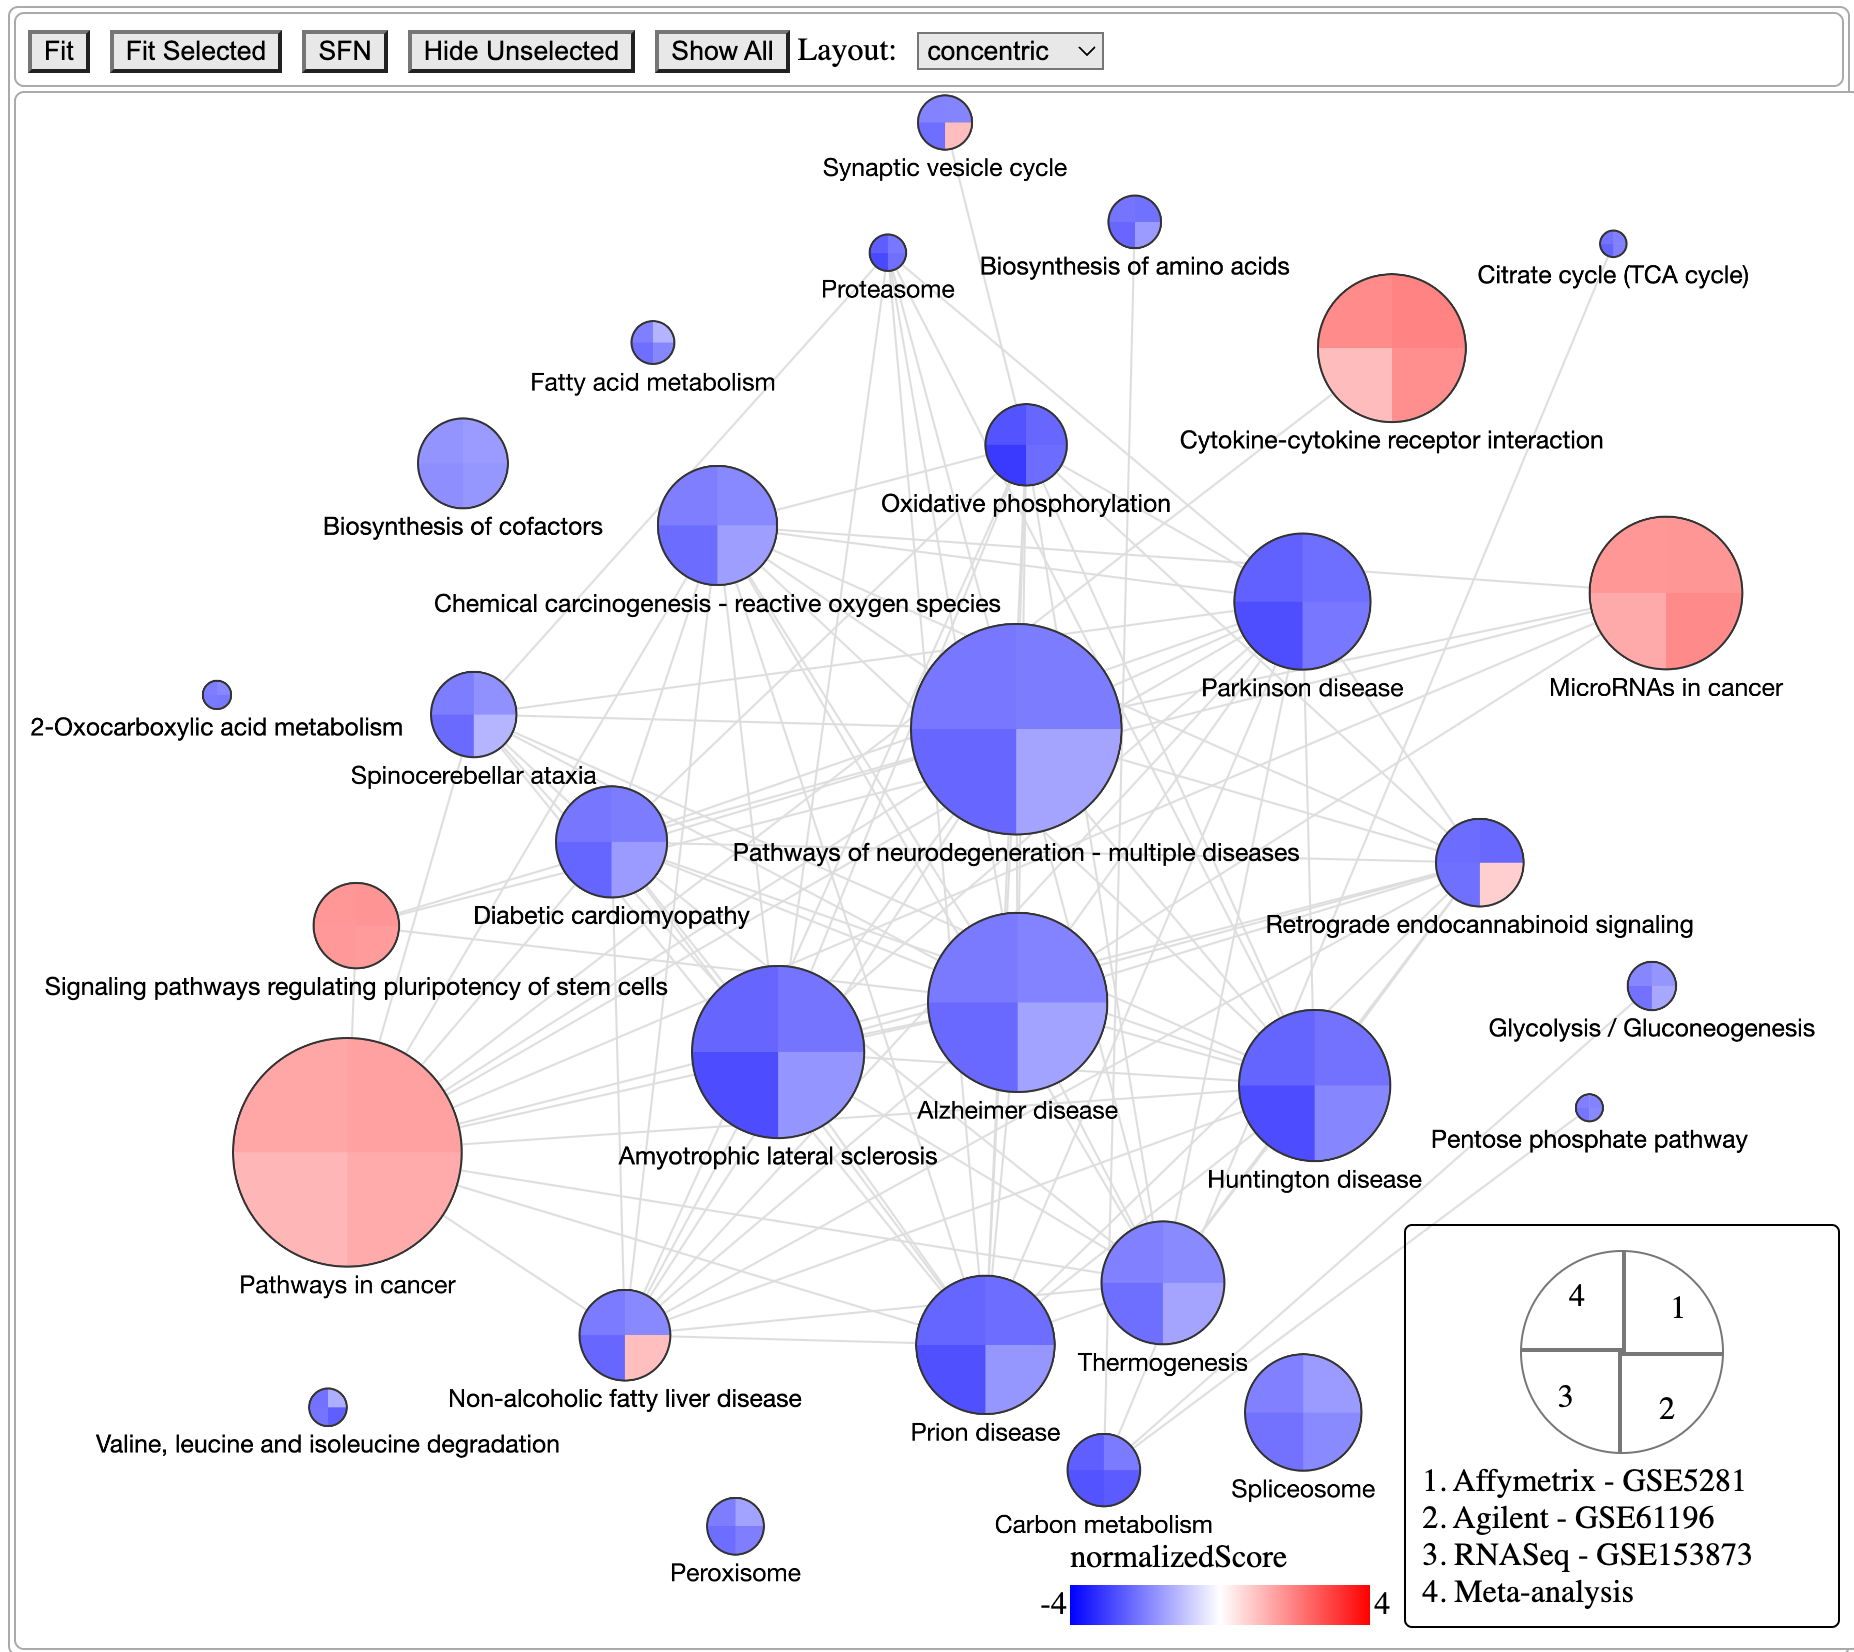 Fit Fit Selected SFN Hide Unselected Show All Layout: concentric
Synaptic vesicle cycle
Biosynthesis of amino acids
Citrate cycle (TCA cycle)
Proteasome
Fatty acid metabolism
Cytokine-cytokine receptor interaction
Oxidative phosphorylation
Biosynthesis of cofactors
Chemical carcinogenesis - reactive oxygen species
Parkinson disease
MicroRNAs in cancer
2-Oxocarboxylic acid metabolism
Spinocerebellar ataxia
Pathways of neurodegeneration - multiple diseases
Diabetic cardiomyopathy
Retrograde endocannabinoid signaling
Signaling pathways regulating pluripotency of stem cells
Glycolysis / Gluconeogenesis
Alzheimer disease
Pentose phosphate pathway
Amyotrophic lateral sclerosis
Huntington disease
Pathways in cancer
Thermogenesis
Non-alcoholic fatty liver disease
Prion disease
Valine, leucine and isoleucine degradation
Spliceosome
Carbon metabolism
Peroxisome
normalizedScore
-4 4
4 1
3 2
1. Affymetrix - GSE5281
2. Agilent - GSE61196
3. RNASeq - GSE153873
4. Meta-analysis